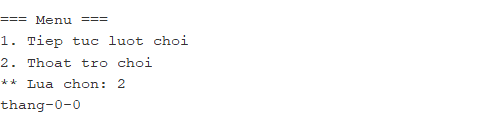 === Menu ===
1. Tiep tuc luot choi
2. Thoat tro choi
** Lua chon: 2
thang-0-0